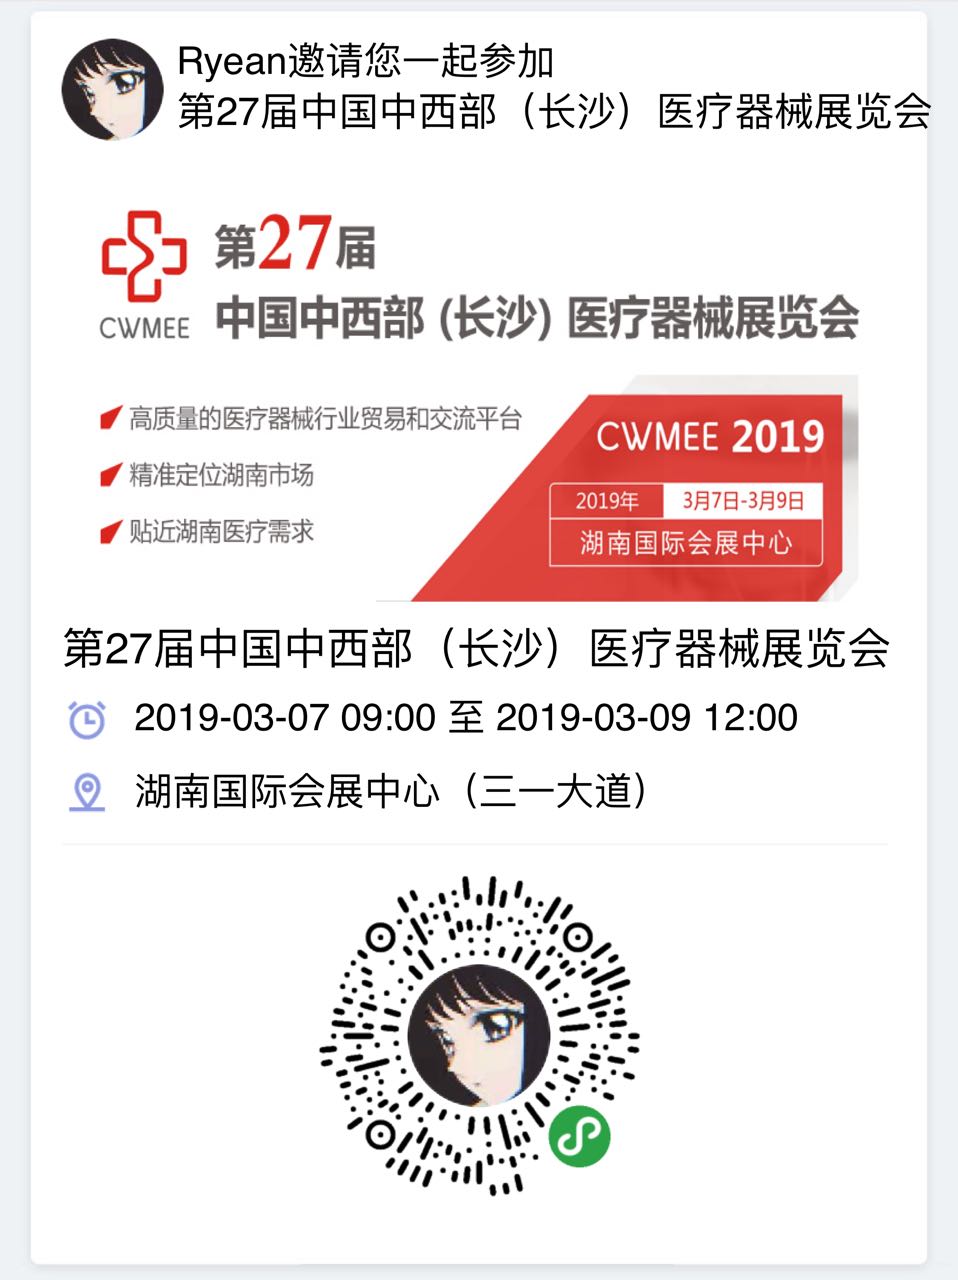 Ryean邀请您一起参加
第27届中国中西部（长沙）医疗器械展览会
第27届
CWMEE
中国中西部 (长沙) 医疗器械展览会
高质量的医疗器械行业贸易和交流平台
精准定位湖南市场
贴近湖南医疗需求
CWMEE 2019
2019年 3月7日-3月9日
湖南国际会展中心
第27届中国中西部（长沙）医疗器械展览会
2019-03-07 09:00 至 2019-03-09 12:00
湖南国际会展中心（三一大道）